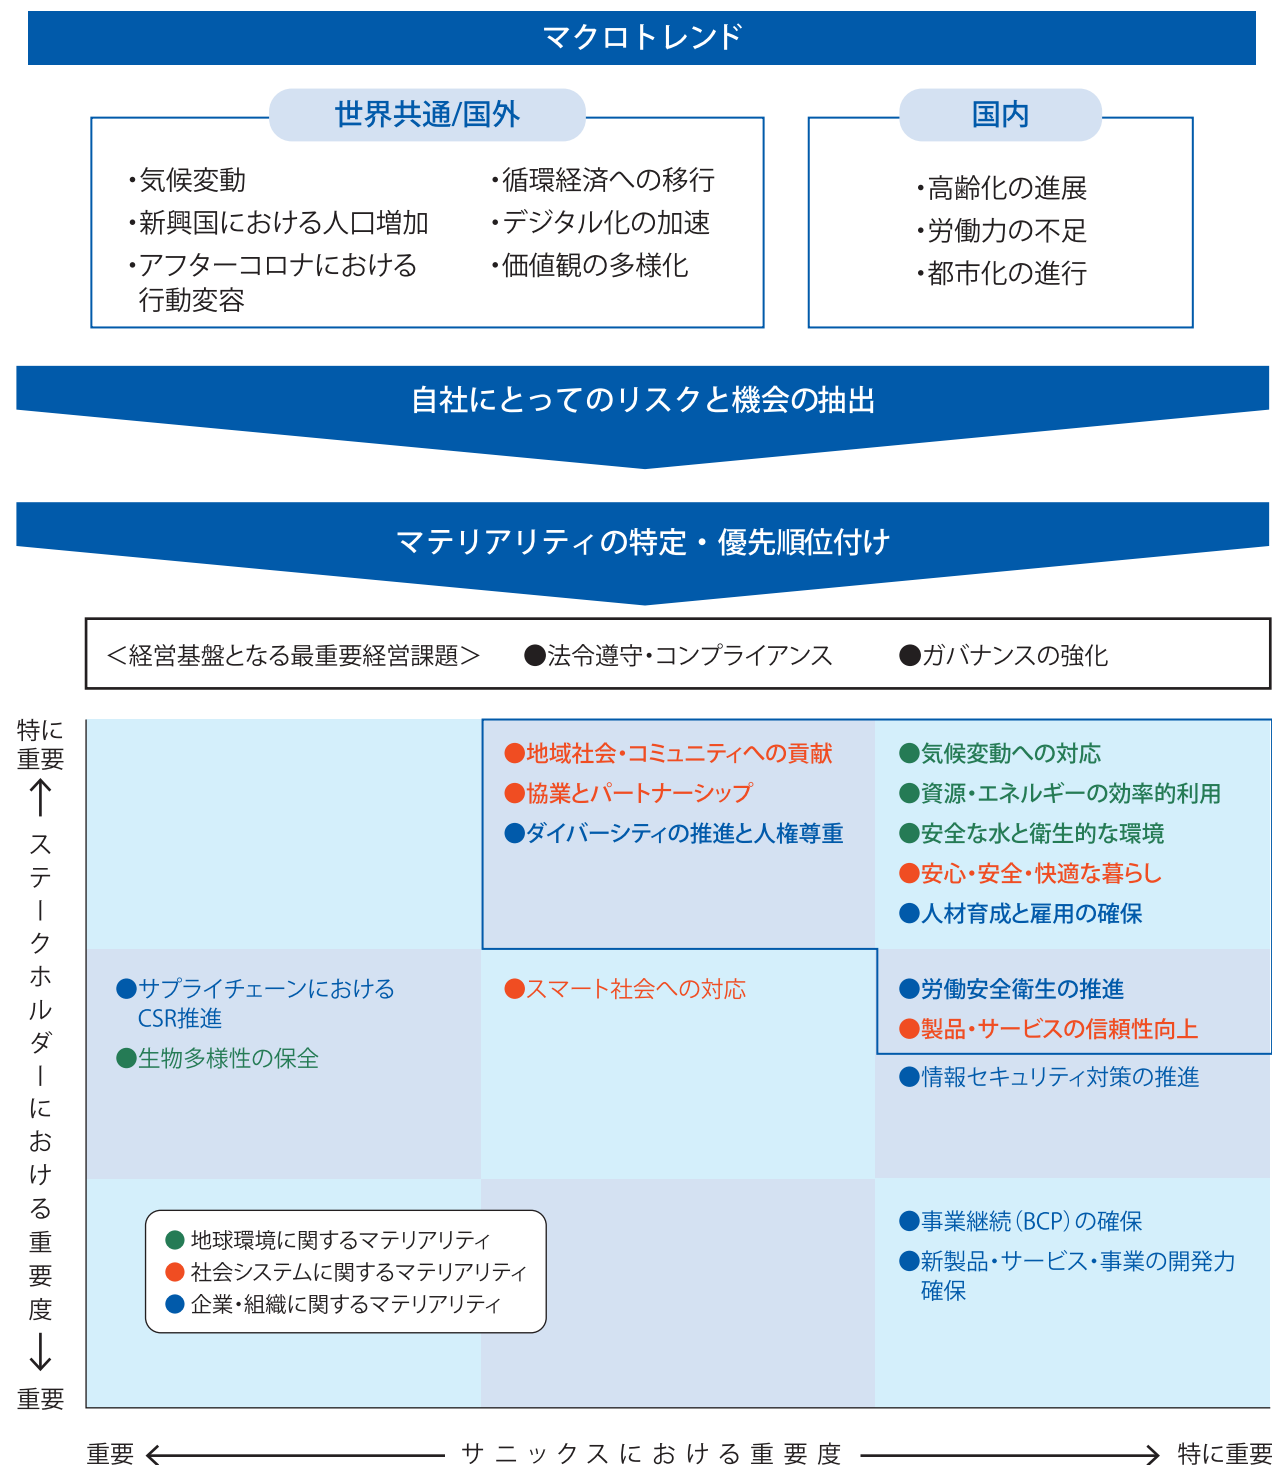 マクロトレンド
世界共通/国外
・気候変動
・新興国における人口増加
・アフターコロナにおける
行動変容
・循環経済への移行
・デジタル化の加速
・価値観の多様化
国内
・高齢化の進展
・労働力の不足
・都市化の進行
自社にとってのリスクと機会の抽出
マテリアリティの特定・優先順位付け
＜経営基盤となる最重要経営課題＞ ●法令遵守・コンプライアンス ●ガバナンスの強化
特に
重要
ステークホルダーにおける重要度
重要
●地域社会・コミュニティへの貢献
●協業とパートナーシップ
●ダイバーシティの推進と人権尊重
●気候変動への対応
●資源・エネルギーの効率的利用
●安全な水と衛生的な環境
●安心・安全・快適な暮らし
●人材育成と雇用の確保
●サプライチェーンにおける
CSR推進
●生物多様性の保全
●スマート社会への対応
●労働安全衛生の推進
●製品・サービスの信頼性向上
●情報セキュリティ対策の推進
●事業継続（BCP）の確保
●新製品・サービス・事業の開発力
確保
●地球環境に関するマテリアリティ
●社会システムに関するマテリアリティ
●企業・組織に関するマテリアリティ
重要 サニックスにおける重要度 特に重要